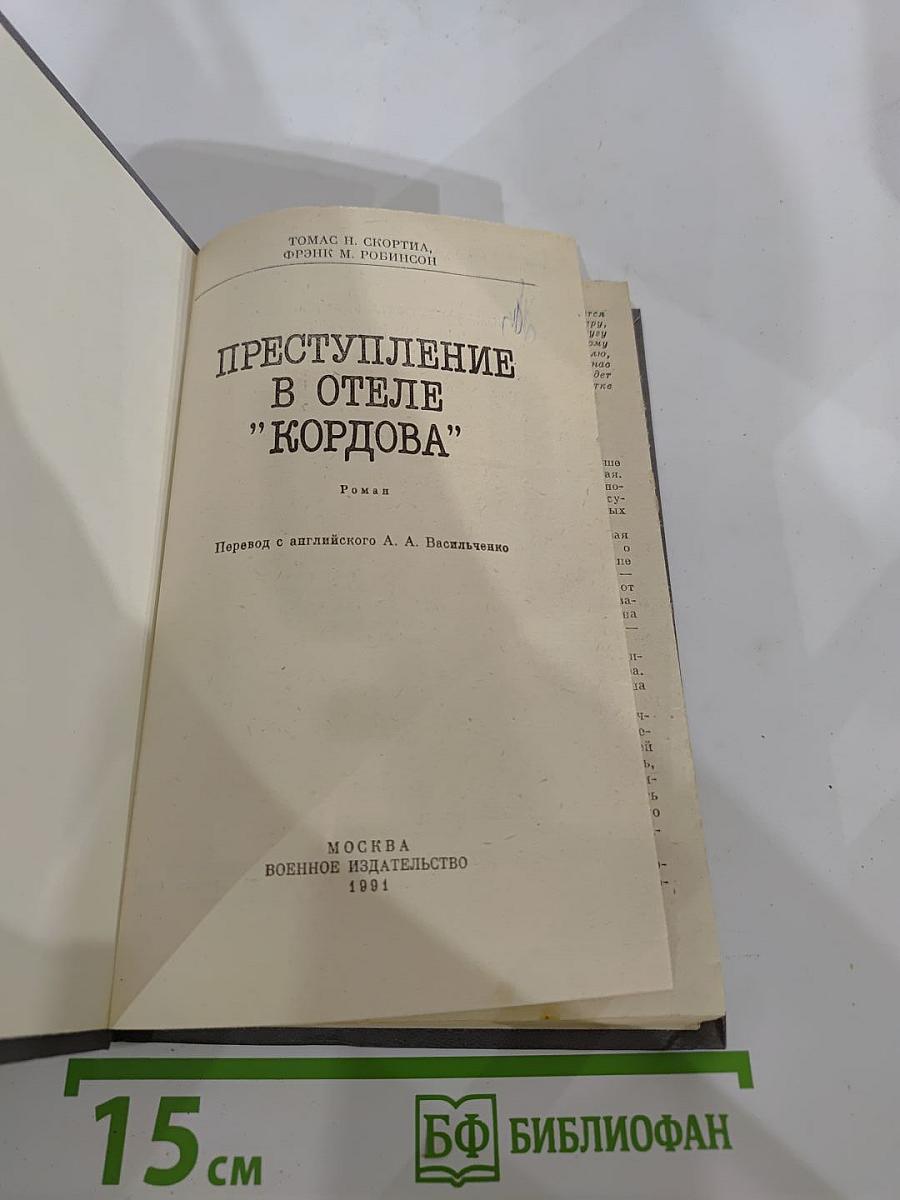 ТОМАС Н. СКОРТИА,
ФРЭНК М. РОБИНСОН
ПРЕСТУПЛЕНИЕ
В ОТЕЛЕ
"КОРДОВА"
Роман
Перевод с английского А. А. Васильченко
МОСКВА
ВОЕННОЕ ИЗДАТЕЛЬСТВО
1991
15 см
БФ БИБЛИОФАН